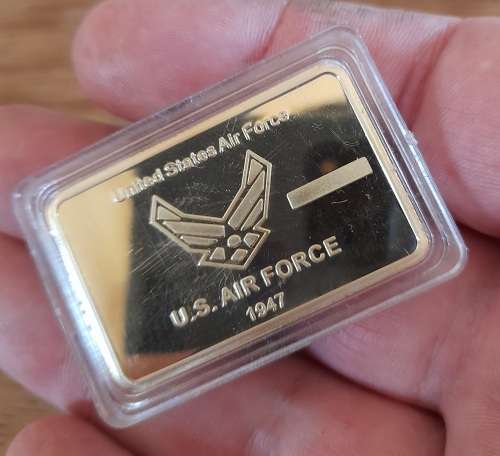 United States Air Force
U.S. AIR FORCE
1947